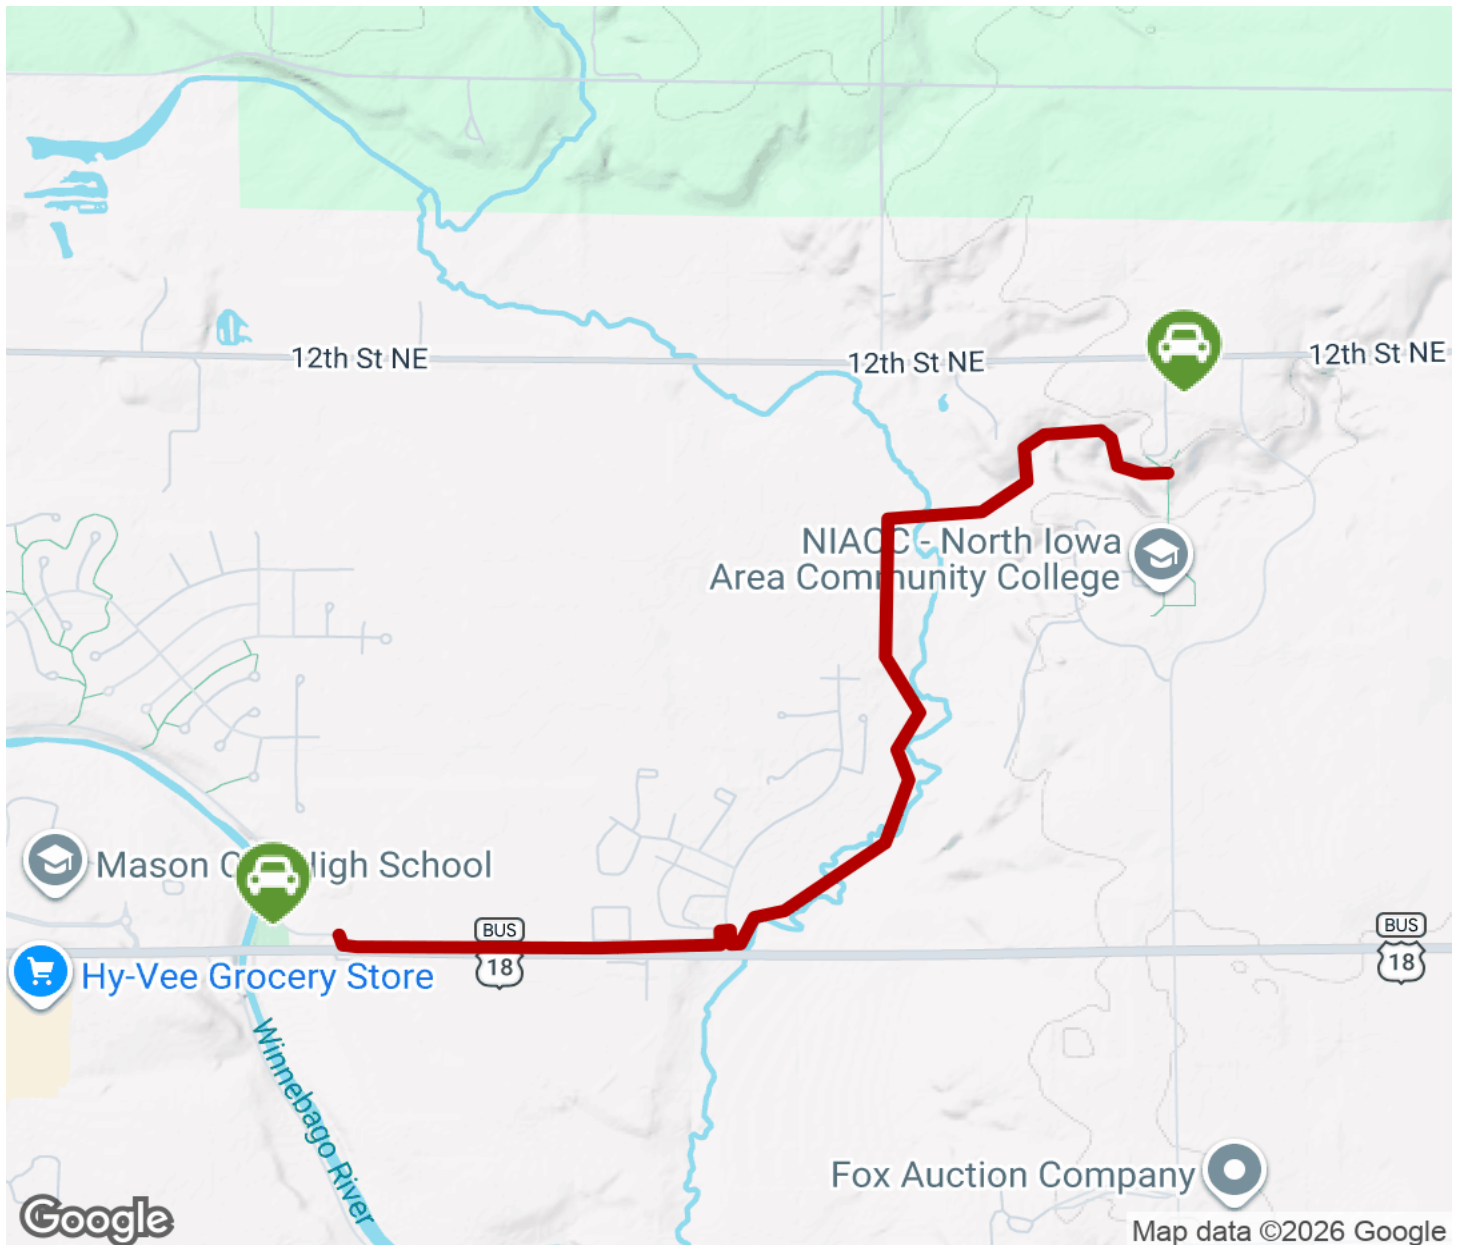 12th St NE
12th St NE
12th St NE
NIACC - North Iowa
Area Community College
Mason City High School
BUS
18
BUS
18
Hy-Vee Grocery Store
Winnebago River
Fox Auction Company
Google
Map data ©2026 Google